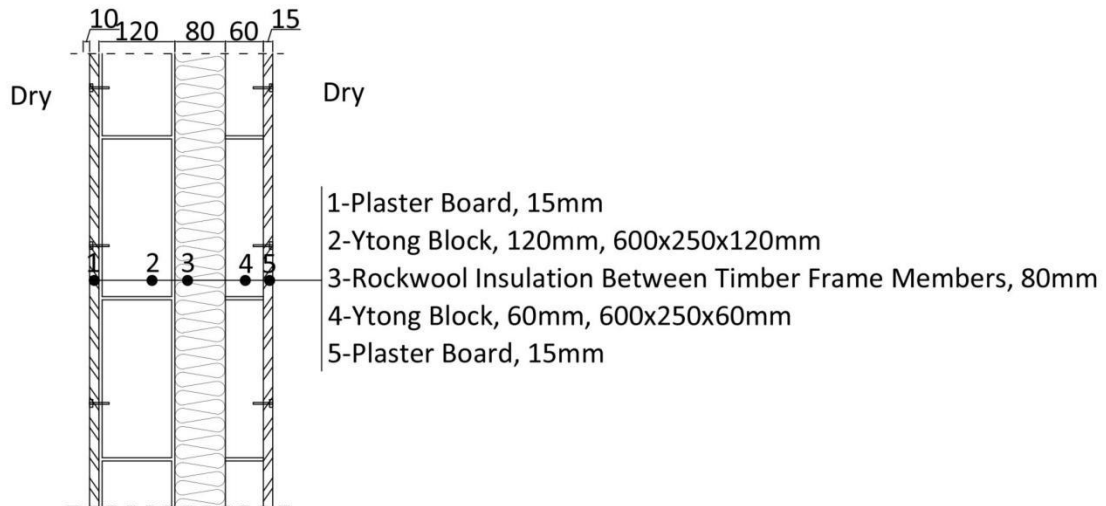 10 120 80 60 15
Dry Dry
1-Plaster Board, 15mm
2-Ytong Block, 120mm, 600x250x120mm
1 2 3 4 5
3-Rockwool Insulation Between Timber Frame Members, 80mm
4-Ytong Block, 60mm, 600x250x60mm
5-Plaster Board, 15mm